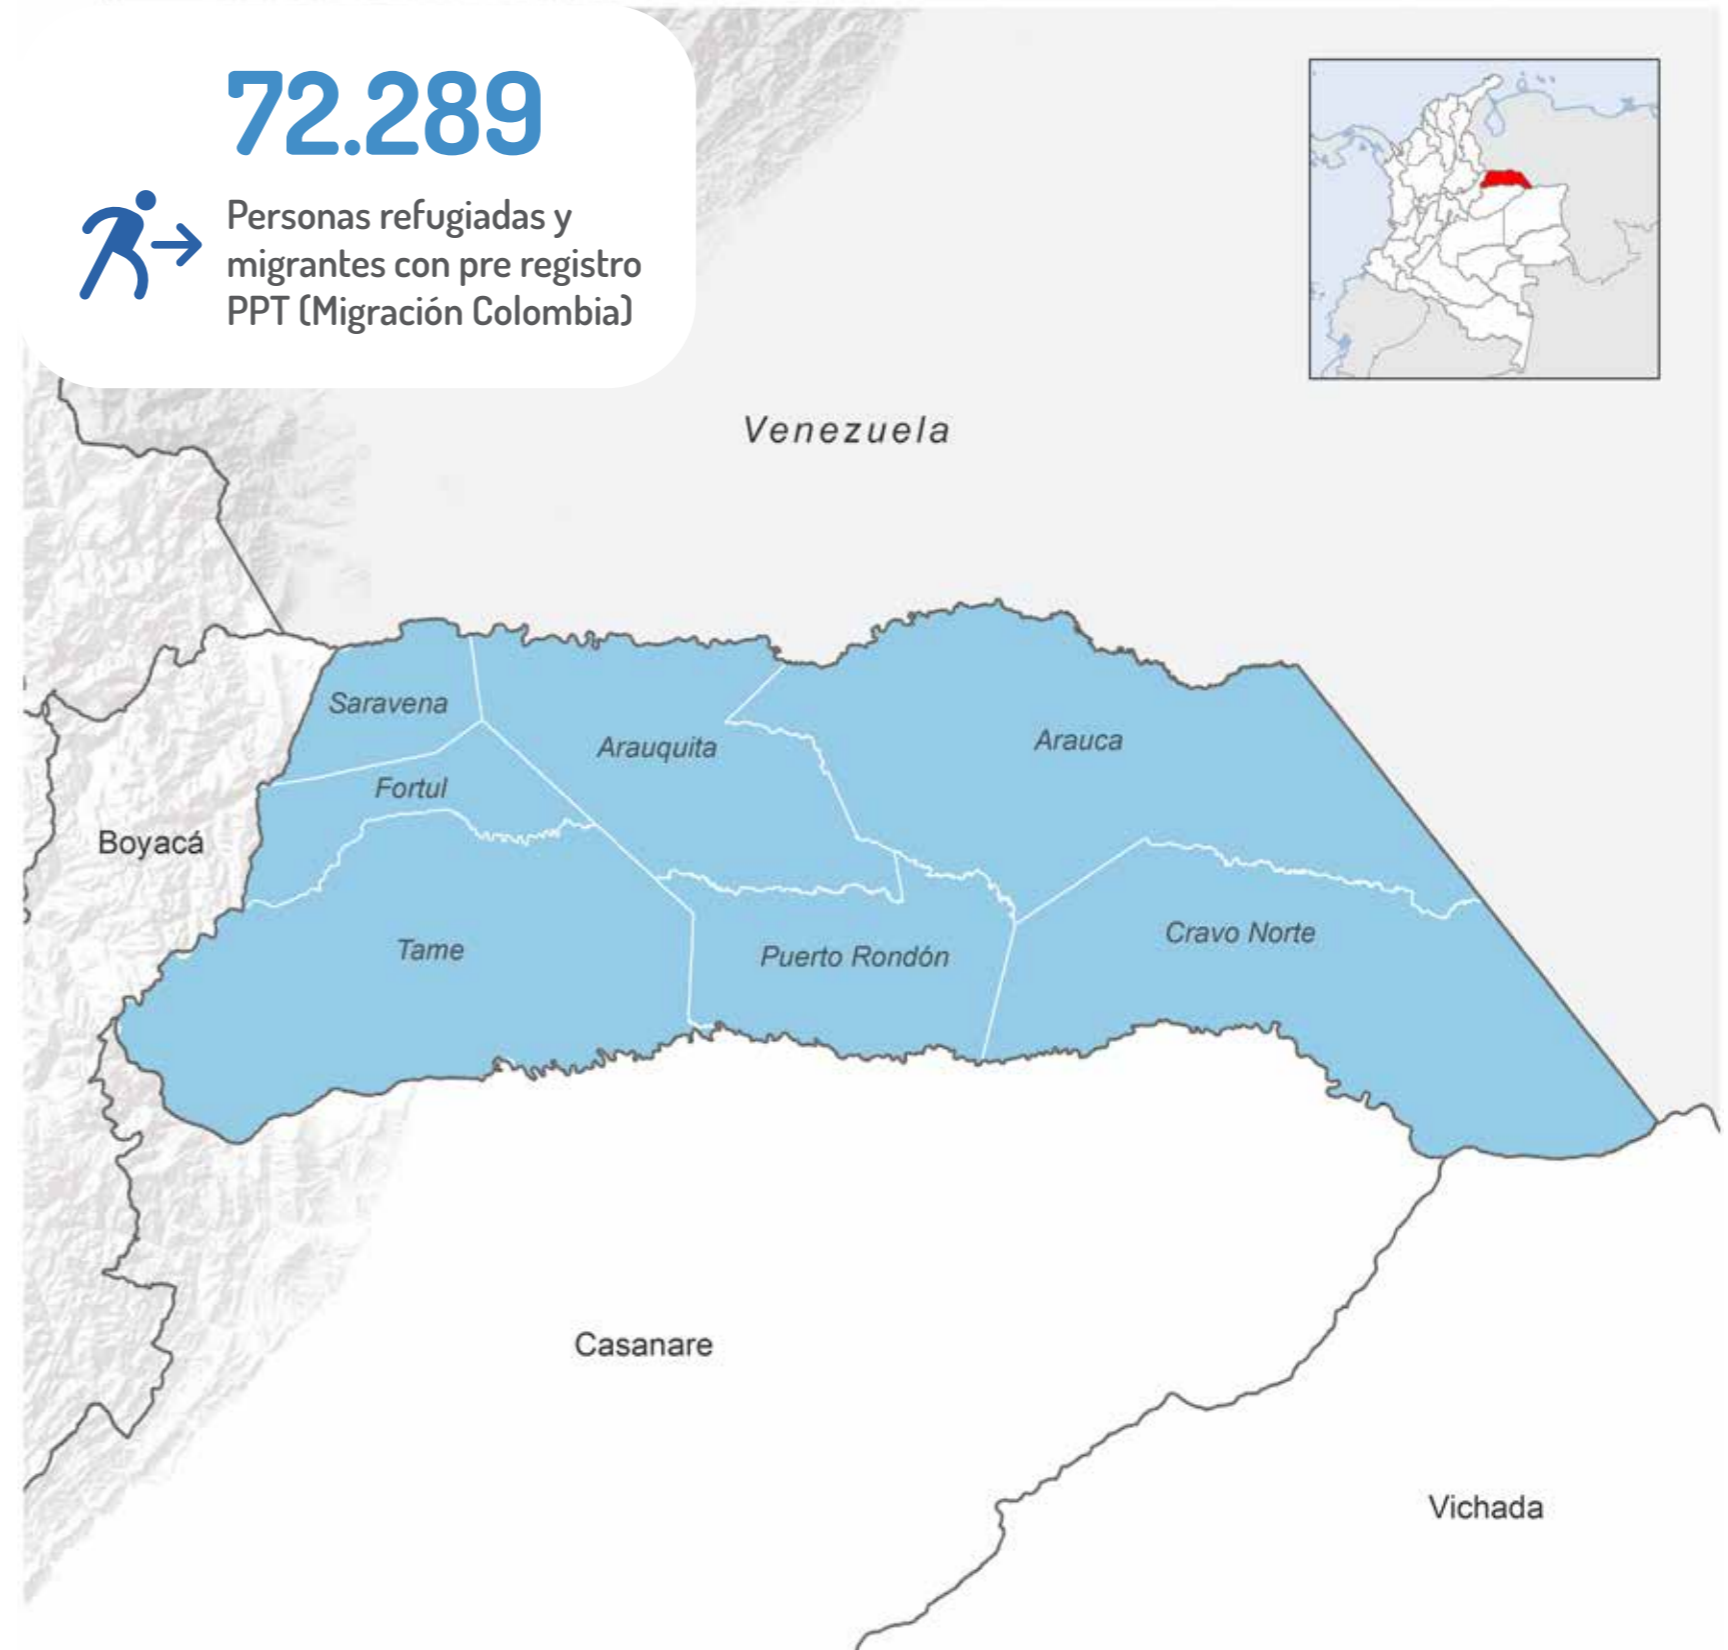 72.289
Personas refugiadas y
migrantes con pre registro
PPT (Migración Colombia)
Venezuela
Saravena
Arauquita
Arauca
Fortul
Boyacá
Tame
Puerto Rondón
Cravo Norte
Casanare
Vichada